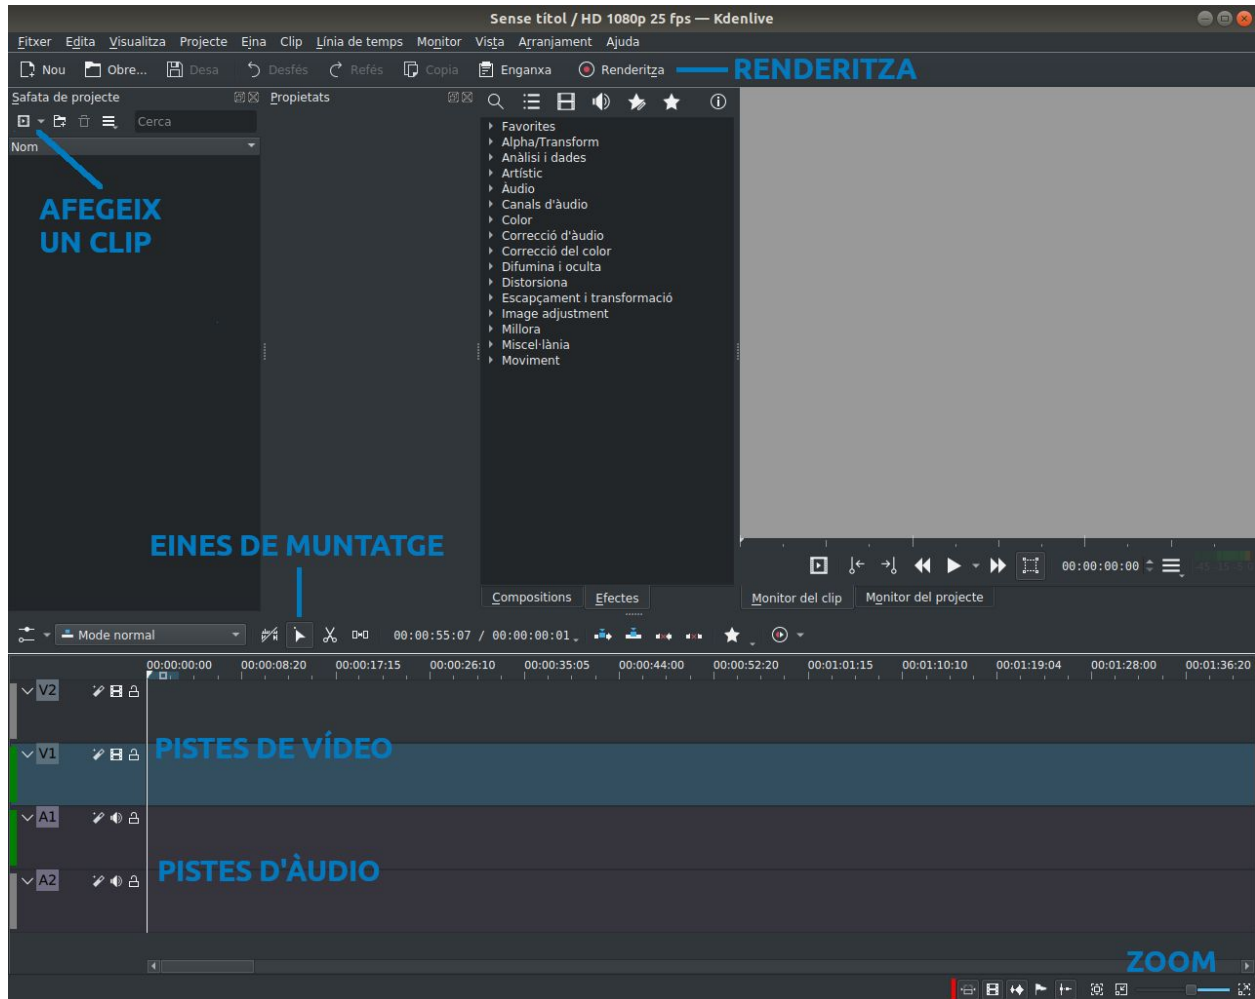 Sense títol / HD 1080p 25 fps — Kdenlive
Fitxer Edita Visualitza Projecte Eina Clip Línia de temps Monitor Vista Arranjament Ajuda
Nou Obre... Desa Desfés Refés Copia Enganxa Renderitza RENDERITZA
Safata de projecte Propietats
Cerca
Nom
AFEGEIX
UN CLIP
Favorites
Alpha/Transform
Anàlisi i dades
Artístic
Àudio
Canals d'àudio
Color
Correcció d'àudio
Correcció del color
Difumina i oculta
Distorsiona
Escapçament i transformació
Image adjustment
Millora
Miscel·lània
Moviment
EINES DE MUNTATGE
00:00:00:00
Compositions Efectes Monitor del clip Monitor del projecte
Mode normal 00:00:55:07 / 00:00:00:01
00:00:00:00 00:00:08:20 00:00:17:15 00:00:26:10 00:00:35:05 00:00:44:00 00:00:52:20 00:01:01:15 00:01:10:10 00:01:19:04 00:01:28:00 00:01:36:20
V2
V1 PISTES DE VÍDEO
A1
A2 PISTES D'ÀUDIO
ZOOM